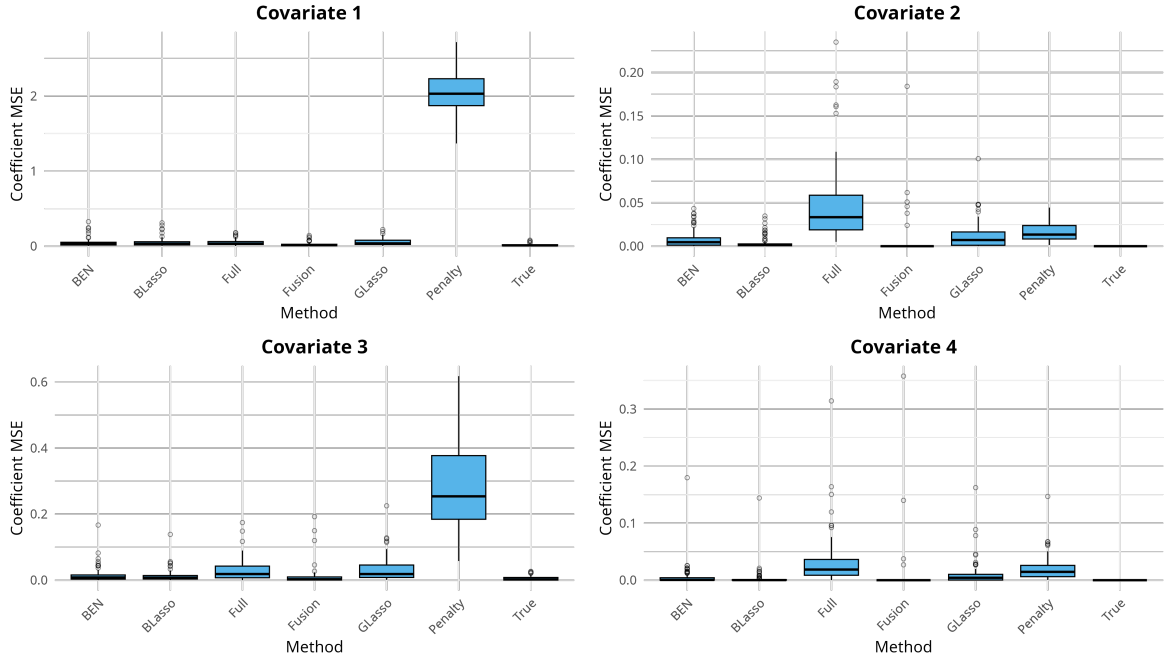 Covariate 1
Coefficient MSE
2
1
0
BEN
BLasso
Full
Fusion
GLasso
Penalty
True
Method
Covariate 2
Coefficient MSE
0.20
0.15
0.10
0.05
0.00
BEN
BLasso
Full
Fusion
GLasso
Penalty
True
Method
Covariate 3
Coefficient MSE
0.6
0.4
0.2
0.0
BEN
BLasso
Full
Fusion
GLasso
Penalty
True
Method
Covariate 4
Coefficient MSE
0.3
0.2
0.1
0.0
BEN
BLasso
Full
Fusion
GLasso
Penalty
True
Method